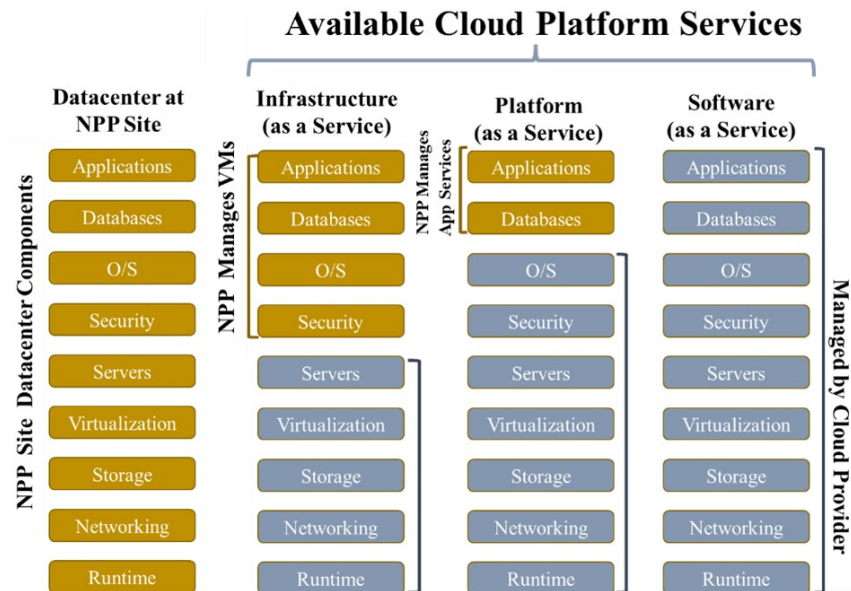 Available Cloud Platform Services
Datacenter at
NPP Site
Infrastructure
(as a Service)
Platform
(as a Service)
Software
(as a Service)
NPP Site Datacenter Components
Applications
Databases
O/S
Security
Servers
Virtualization
Storage
Networking
Runtime
NPP Manages VMs
Applications
Databases
O/S
Security
Servers
Virtualization
Storage
Networking
Runtime
NPP Manages
App Services
Applications
Databases
O/S
Security
Servers
Virtualization
Storage
Networking
Runtime
Applications
Databases
O/S
Security
Servers
Virtualization
Storage
Networking
Runtime
Managed by Cloud Provider